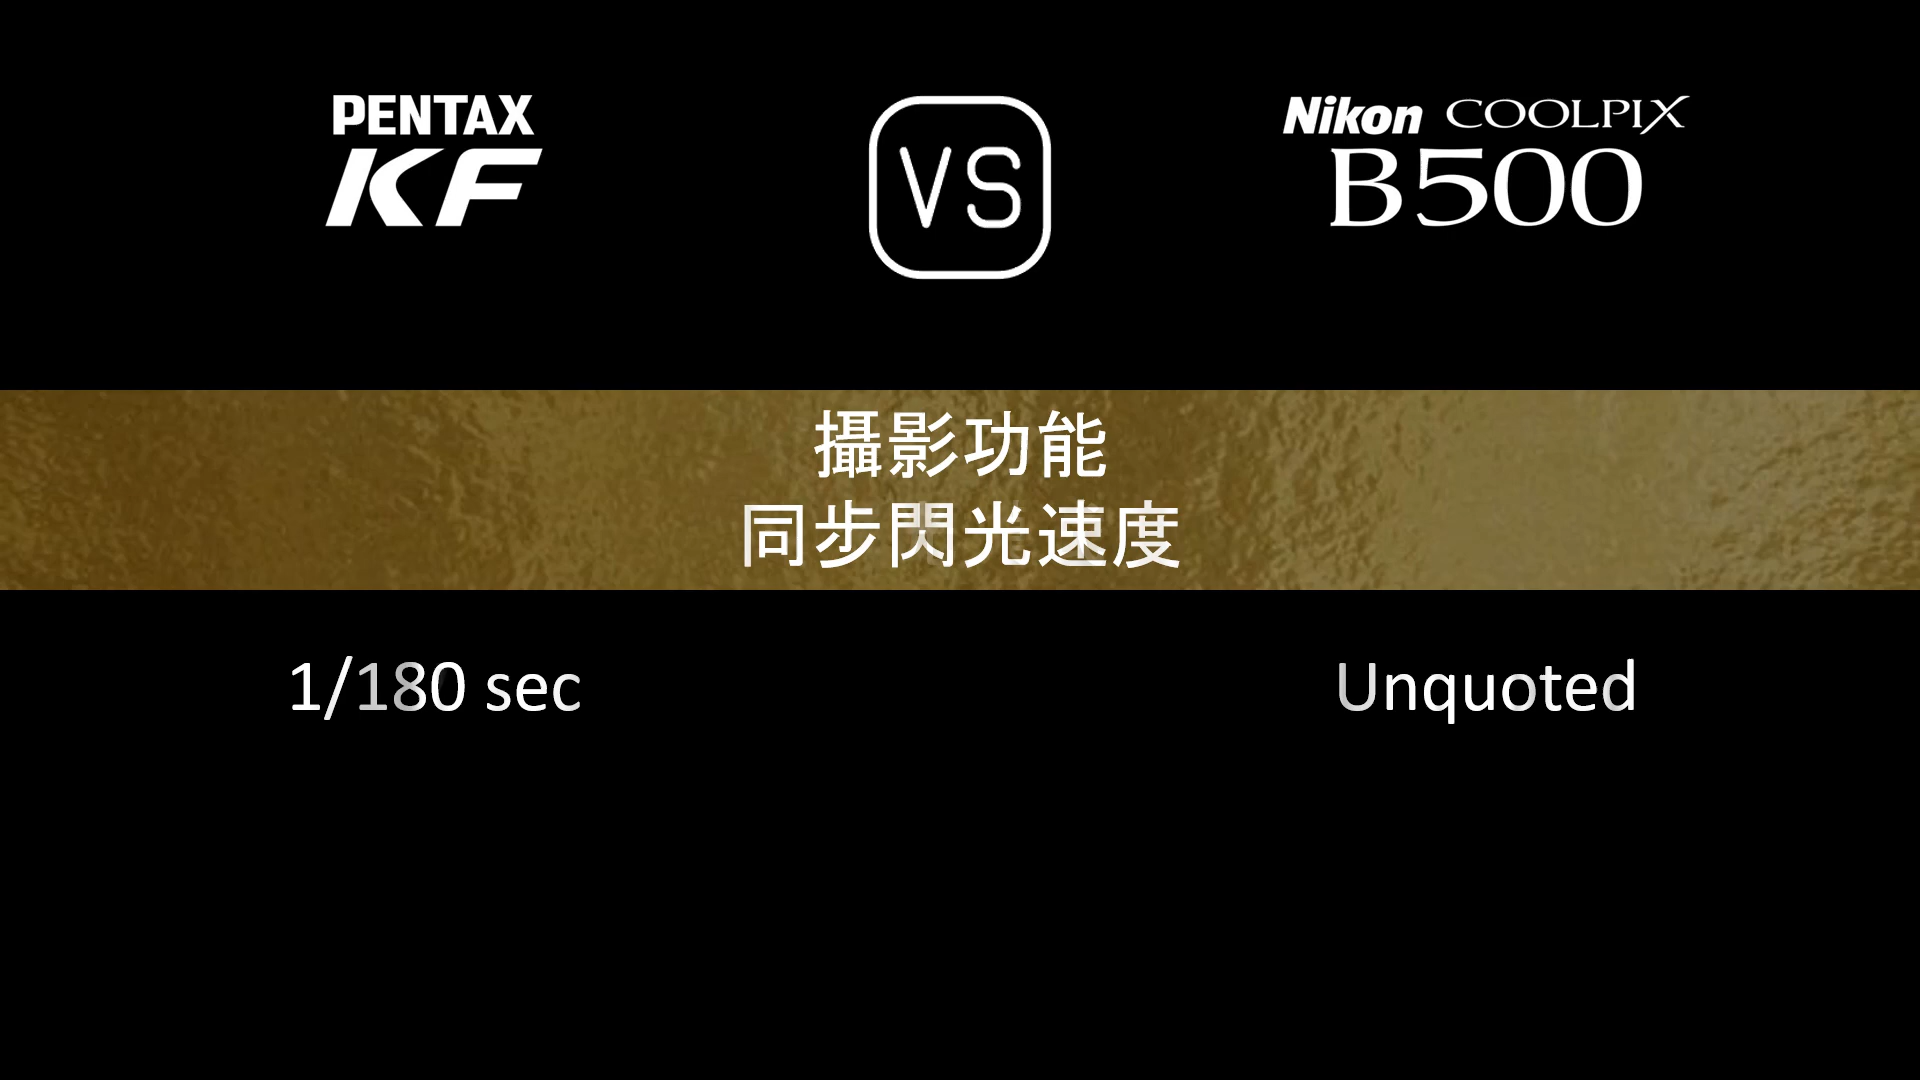 PENTAX
KF
VS
Nikon COOLPIX
B500
攝影功能
同步閃光速度
1/180 sec
Unquoted